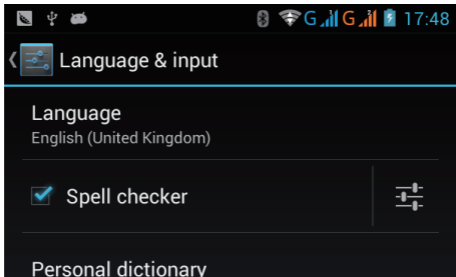 G G 17:48
Language & input
Language
English (United Kingdom)
Spell checker
Personal dictionary